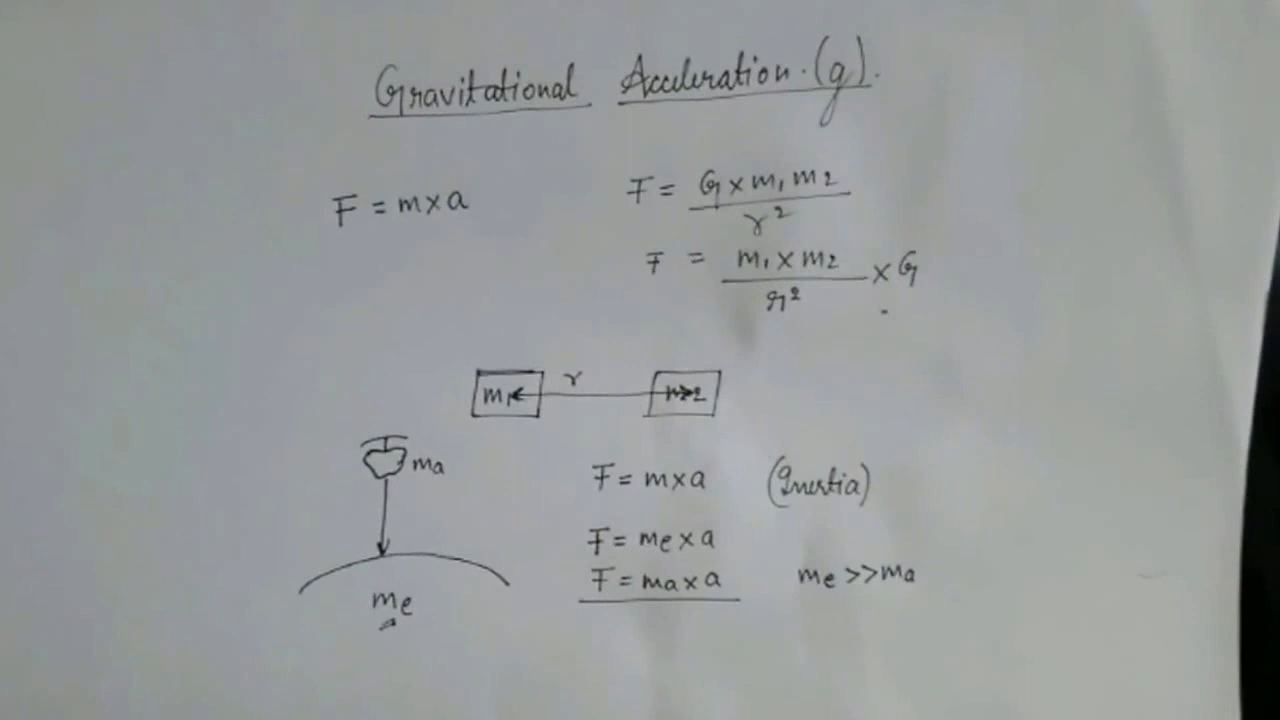 Gravitational Acceleration. (g).
F = m×a
F = G×m₁m₂ / r²
F = m₁×m₂ / r² ×G
m₁ r m₂
ma
F = m×a (Inertia)
F = me×a
F = ma×a me>>ma
me